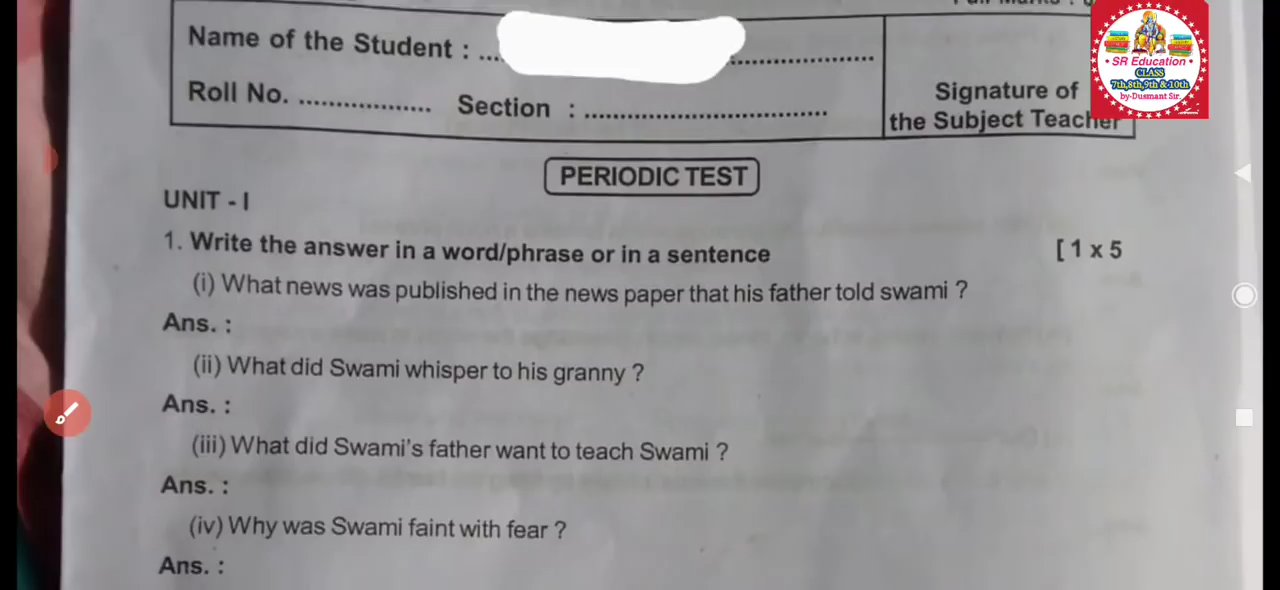 Name of the Student : ....
Roll No. .................. Section : ................................
Signature of
the Subject Teacher
• SR Education •
CLASS
7th,8th,9th & 10th
by-Dusmant Sir.
PERIODIC TEST
UNIT - I
1. Write the answer in a word/phrase or in a sentence [ 1 x 5
(i) What news was published in the news paper that his father told swami ?
Ans. :
(ii) What did Swami whisper to his granny ?
Ans. :
(iii) What did Swami's father want to teach Swami ?
Ans. :
(iv) Why was Swami faint with fear ?
Ans. :